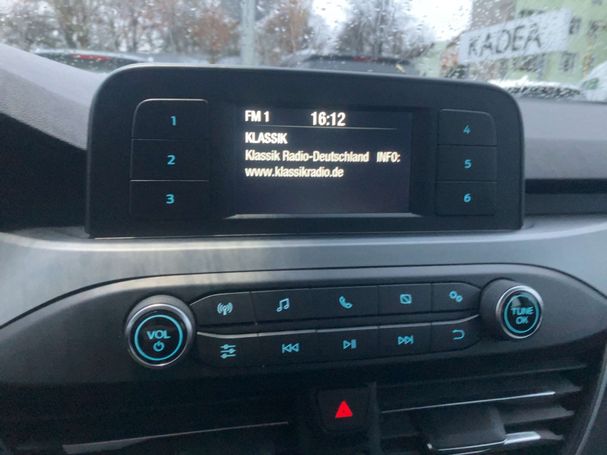 KADEA
FM 1 16:12
KLASSIK
Klassik Radio-Deutschland INFO:
www.klassikradio.de
1
2
3
4
5
6
VOL
TUNE
OK